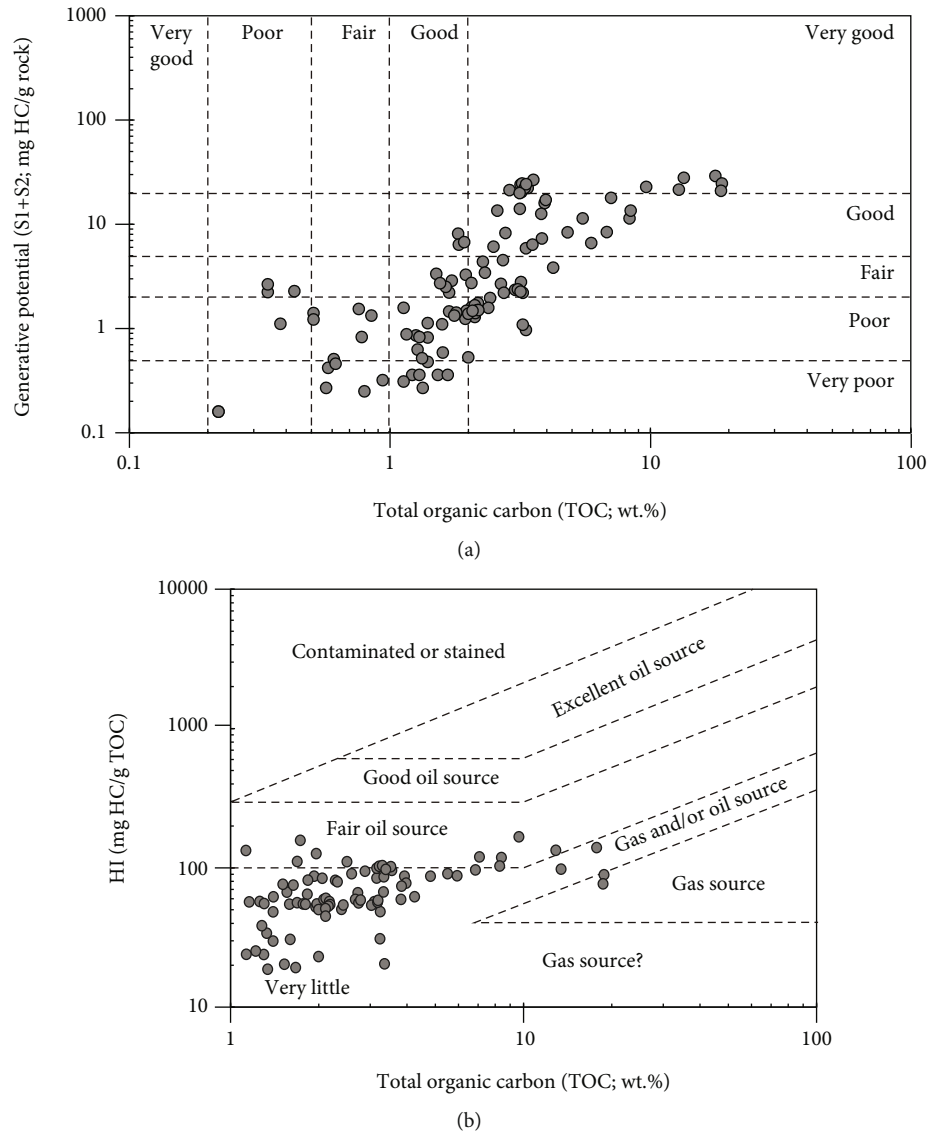 1000
100
10
1
0.1
Generative potential (S1+S2; mg HC/g rock)
Very
good
Poor
Fair
Good
Very good
Good
Fair
Poor
Very poor
0.1
1
10
100
Total organic carbon (TOC; wt.%)
(a)
10000
1000
100
10
HI (mg HC/g TOC)
Contaminated or stained
Excellent oil source
Good oil source
Fair oil source
Gas and/or oil source
Gas source
Gas source?
Very little
1
10
100
Total organic carbon (TOC; wt.%)
(b)